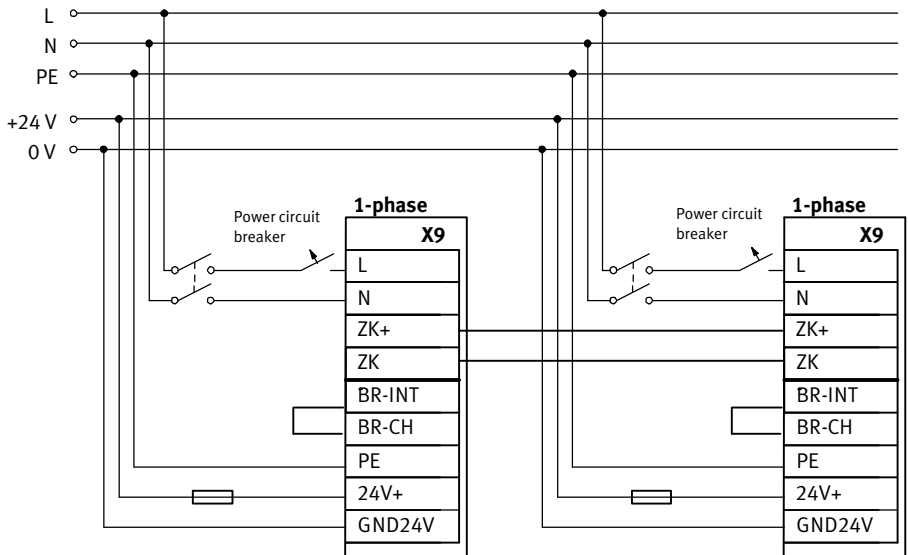 L
N
PE
+24 V
0 V
Power circuit
breaker
1-phase
X9
L
N
ZK+
ZK
BR-INT
BR-CH
PE
24V+
GND24V
Power circuit
breaker
1-phase
X9
L
N
ZK+
ZK
BR-INT
BR-CH
PE
24V+
GND24V